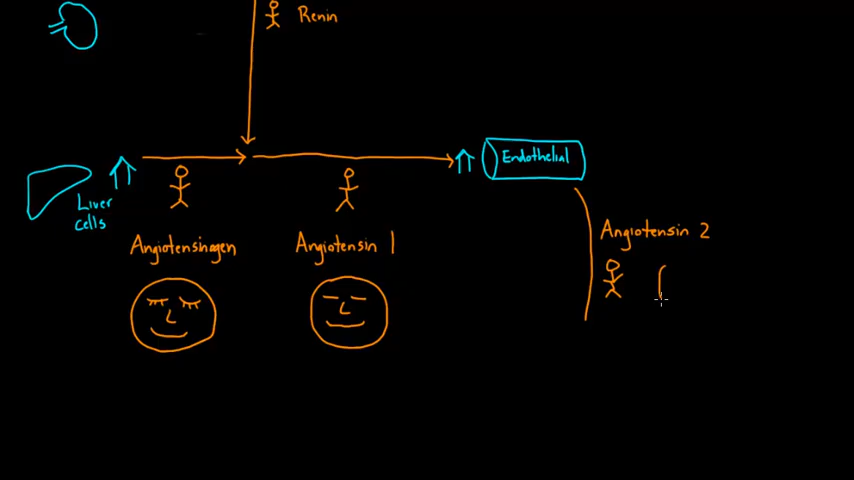 Renin
Endothelial
Liver
cells
Angiotensinogen
Angiotensin 1
Angiotensin 2